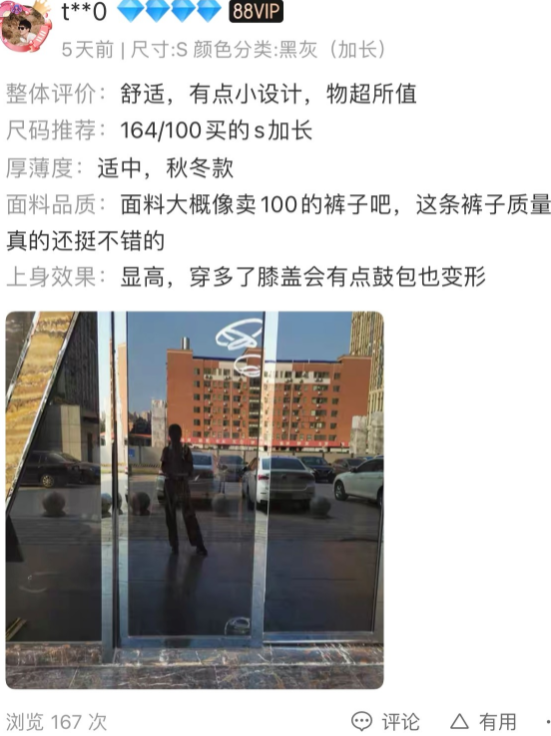 t**0 88VIP
5天前 | 尺寸:S 颜色分类:黑灰（加长）
整体评价：舒适，有点小设计，物超所值
尺码推荐：164/100买的s加长
厚薄度：适中，秋冬款
面料品质：面料大概像卖100的裤子吧，这条裤子质量
真的还挺不错的
上身效果：显高，穿多了膝盖会有点鼓包也变形
浏览 167 次 评论 有用